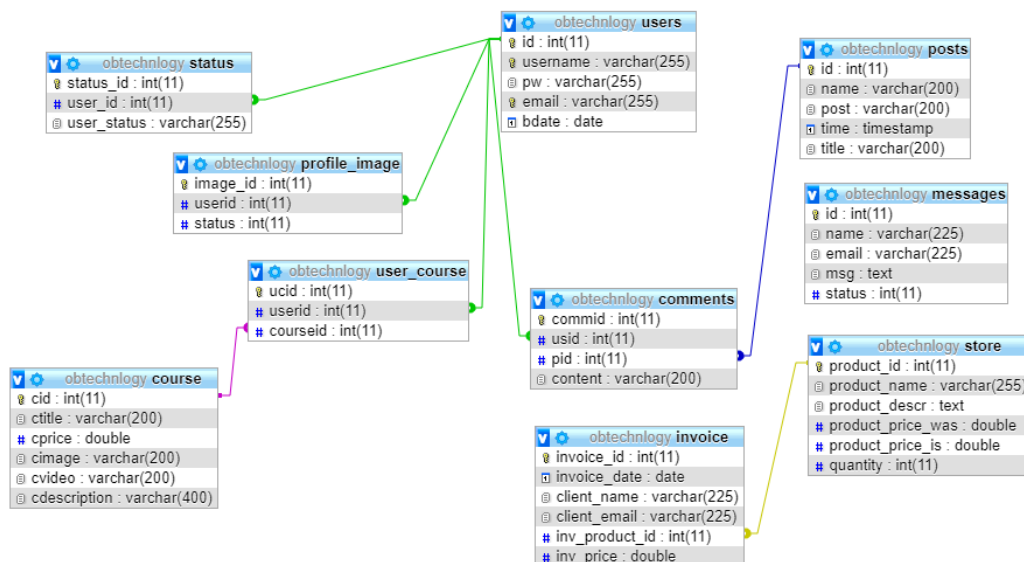 obtechnlogy users
id : int(11)
username : varchar(255)
pw : varchar(255)
email : varchar(255)
bdate : date
obtechnlogy status
status_id : int(11)
user_id : int(11)
user_status : varchar(255)
obtechnlogy posts
id : int(11)
name : varchar(200)
post : varchar(200)
time : timestamp
title : varchar(200)
obtechnlogy profile_image
image_id : int(11)
userid : int(11)
status : int(11)
obtechnlogy messages
id : int(11)
name : varchar(225)
email : varchar(225)
msg : text
status : int(11)
obtechnlogy user_course
ucid : int(11)
userid : int(11)
courseid : int(11)
obtechnlogy comments
commid : int(11)
usid : int(11)
pid : int(11)
content : varchar(200)
obtechnlogy store
product_id : int(11)
product_name : varchar(255)
product_descr : text
product_price_was : double
product_price_is : double
quantity : int(11)
obtechnlogy course
cid : int(11)
ctitle : varchar(200)
cprice : double
cimage : varchar(200)
cvideo : varchar(200)
cdescription : varchar(400)
obtechnlogy invoice
invoice_id : int(11)
invoice_date : date
client_name : varchar(225)
client_email : varchar(225)
inv_product_id : int(11)
inv_price : double